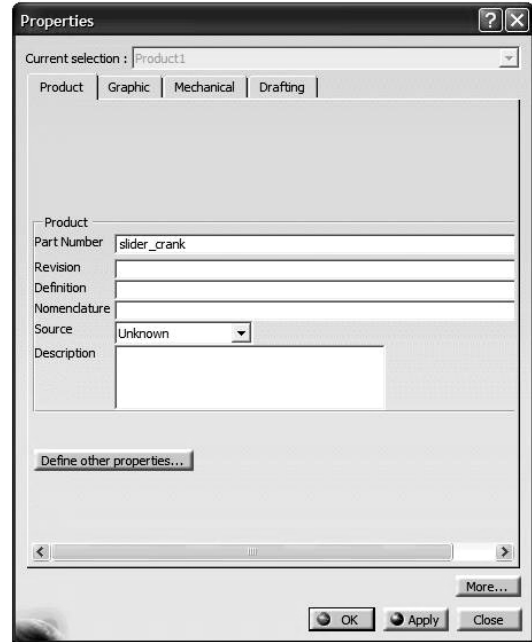 Properties
Current selection : Product1
Product Graphic Mechanical Drafting
Product
Part Number slider_crank
Revision
Definition
Nomenclature
Source Unknown
Description
Define other properties...
More...
OK Apply Close